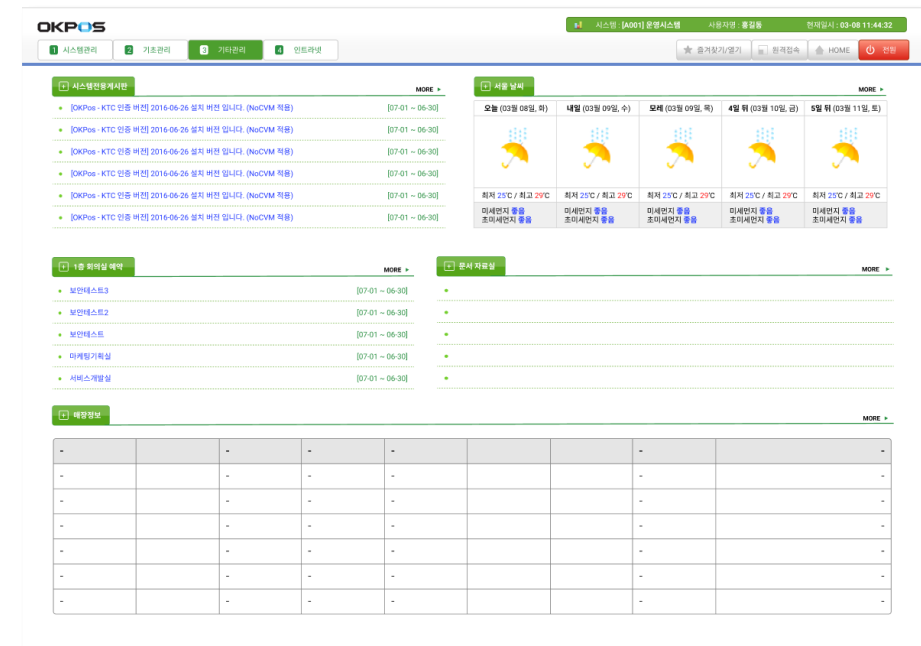 OKPOS
시스템 : [A001] 운영시스템 사용자명 : 홍길동 현재일시 : 03-08 11:44:32
1 시스템관리 2 기초관리 3 기타관리 4 인트라넷
즐겨찾기/열기 원격접속 HOME 전원
시스템전용게시판 MORE
[OKPos - KTC 인증 버전] 2016-06-26 설치 버전 입니다. (NoCVM 적용) [07-01 ~ 06-30]
[OKPos - KTC 인증 버전] 2016-06-26 설치 버전 입니다. (NoCVM 적용) [07-01 ~ 06-30]
[OKPos - KTC 인증 버전] 2016-06-26 설치 버전 입니다. (NoCVM 적용) [07-01 ~ 06-30]
[OKPos - KTC 인증 버전] 2016-06-26 설치 버전 입니다. (NoCVM 적용) [07-01 ~ 06-30]
[OKPos - KTC 인증 버전] 2016-06-26 설치 버전 입니다. (NoCVM 적용) [07-01 ~ 06-30]
[OKPos - KTC 인증 버전] 2016-06-26 설치 버전 입니다. (NoCVM 적용) [07-01 ~ 06-30]
서울 날씨 MORE
오늘 (03월 08일, 화) 내일 (03월 09일, 수) 모레 (03월 09일, 목) 4일 뒤 (03월 10일, 금) 5일 뒤 (03월 11일, 토)
최저 25℃ / 최고 29℃ 최저 25℃ / 최고 29℃ 최저 25℃ / 최고 29℃ 최저 25℃ / 최고 29℃ 최저 25℃ / 최고 29℃
미세먼지 좋음 미세먼지 좋음 미세먼지 좋음 미세먼지 좋음 미세먼지 좋음
초미세먼지 좋음 초미세먼지 좋음 초미세먼지 좋음 초미세먼지 좋음 초미세먼지 좋음
1층 회의실 예약 MORE
보안테스트3 [07-01 ~ 06-30]
보안테스트2 [07-01 ~ 06-30]
보안테스트 [07-01 ~ 06-30]
마케팅기획실 [07-01 ~ 06-30]
서비스개발실 [07-01 ~ 06-30]
문서 자료실 MORE
매장정보 MORE
- - - - - -
- - - - - -
- - - - - -
- - - - - -
- - - - - -
- - - - - -
- - - - - -